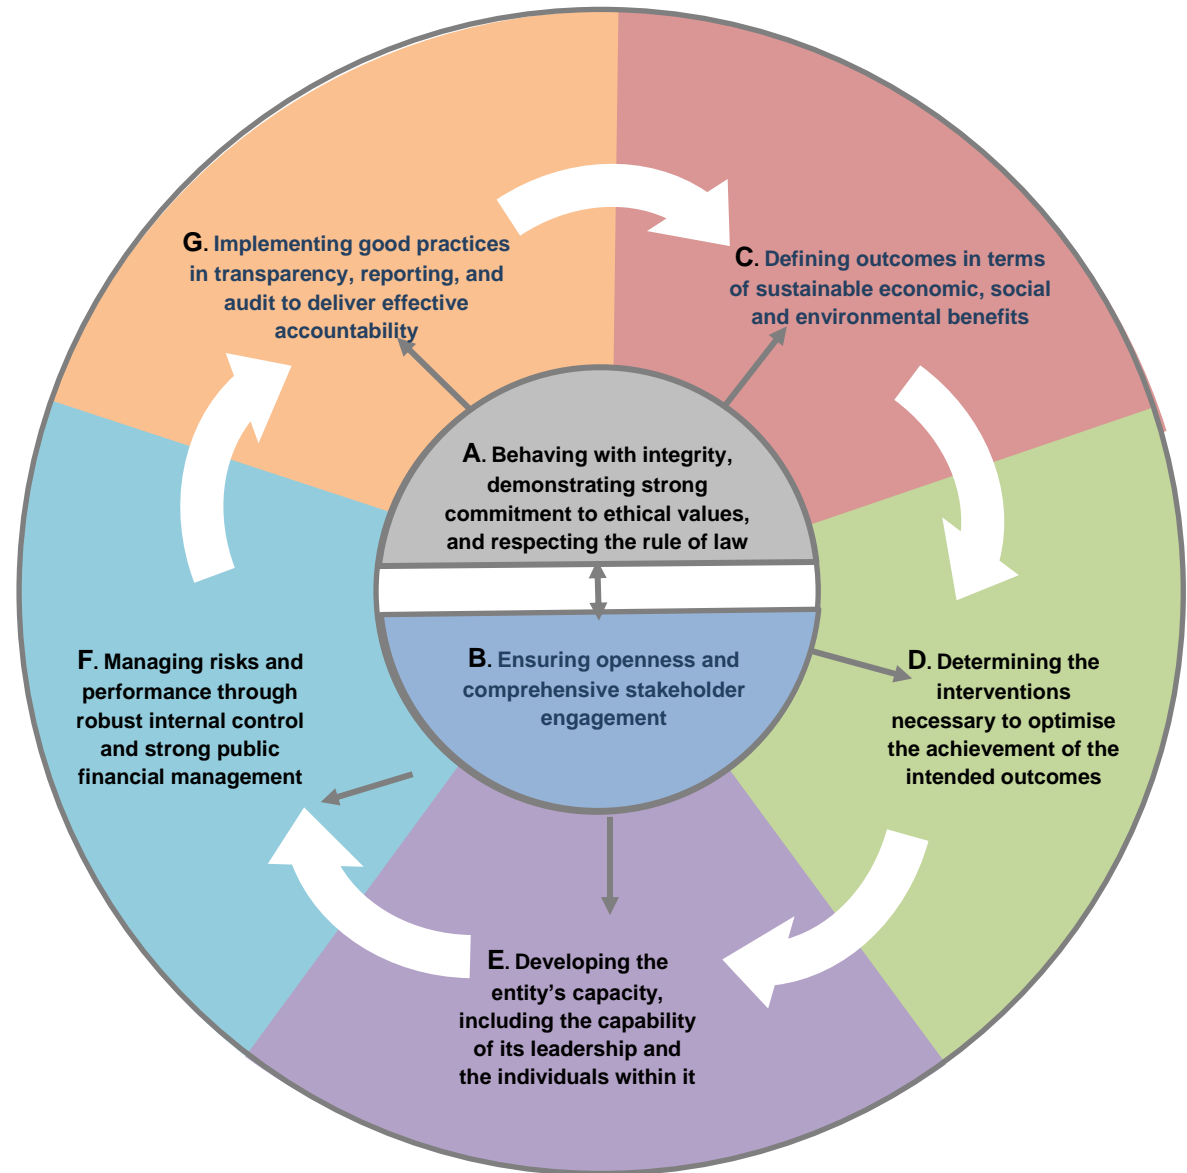 G. Implementing good practices
in transparency, reporting, and
audit to deliver effective
accountability
C. Defining outcomes in terms
of sustainable economic, social
and environmental benefits
A. Behaving with integrity,
demonstrating strong
commitment to ethical values,
and respecting the rule of law
B. Ensuring openness and
comprehensive stakeholder
engagement
F. Managing risks and
performance through
robust internal control
and strong public
financial management
D. Determining the
interventions
necessary to optimise
the achievement of the
intended outcomes
E. Developing the
entity’s capacity,
including the capability
of its leadership and
the individuals within it